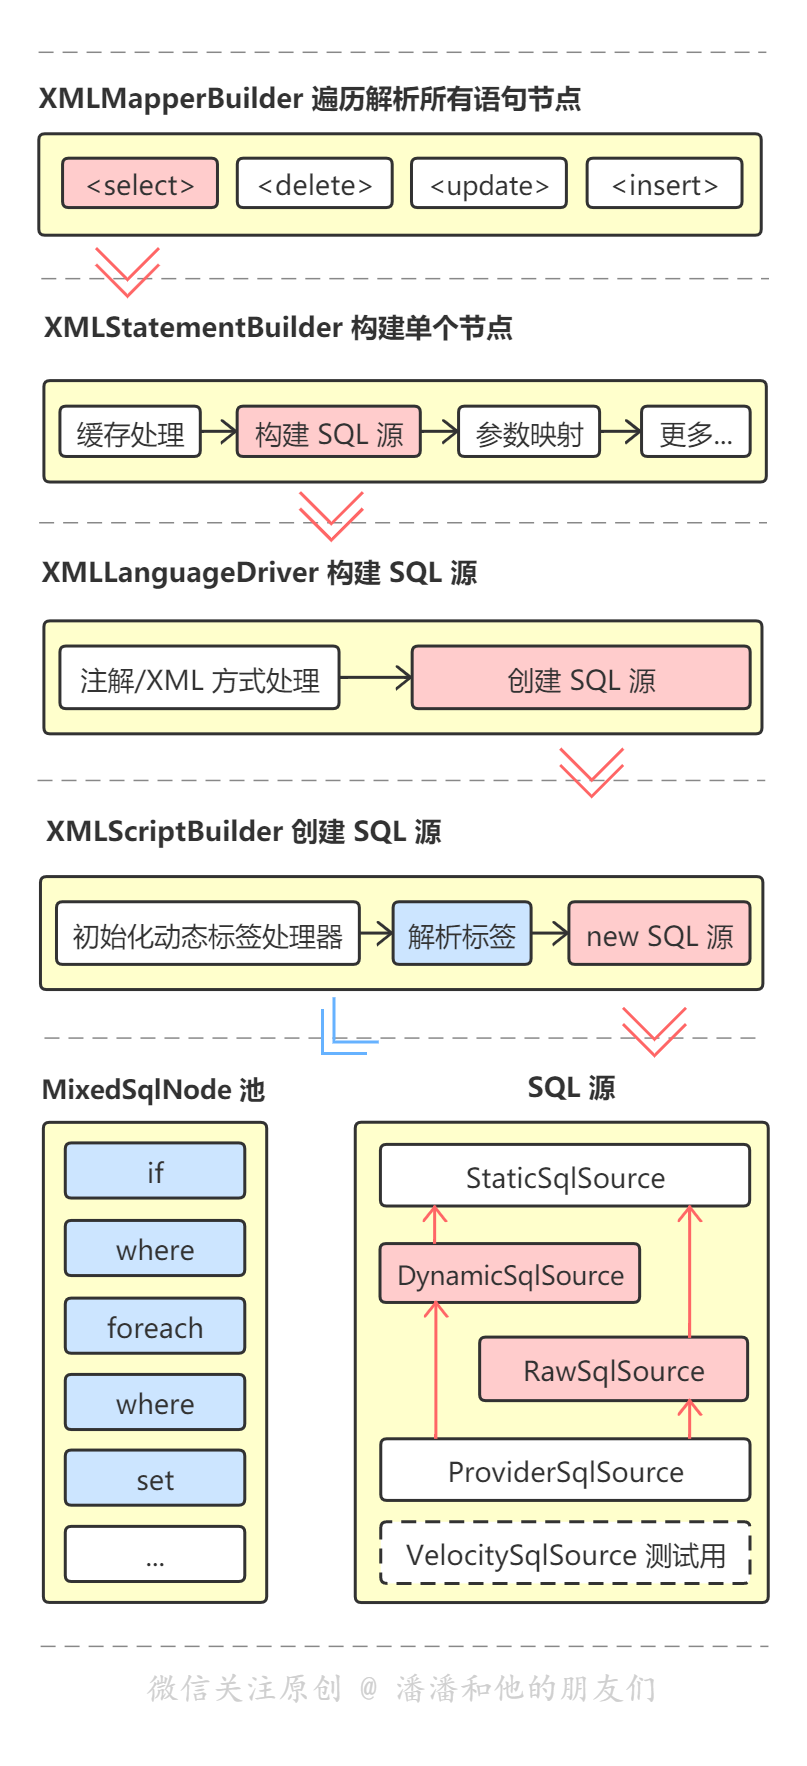 XMLMapperBuilder 遍历解析所有语句节点
<select> <delete> <update> <insert>
XMLStatementBuilder 构建单个节点
缓存处理 构建 SQL 源 参数映射 更多...
XMLLanguageDriver 构建 SQL 源
注解/XML 方式处理 创建 SQL 源
XMLScriptBuilder 创建 SQL 源
初始化动态标签处理器 解析标签 new SQL 源
MixedSqlNode 池
if
where
foreach
where
set
...
SQL 源
StaticSqlSource
DynamicSqlSource
RawSqlSource
ProviderSqlSource
VelocitySqlSource 测试用
微信关注原创 @ 潘潘和他的朋友们